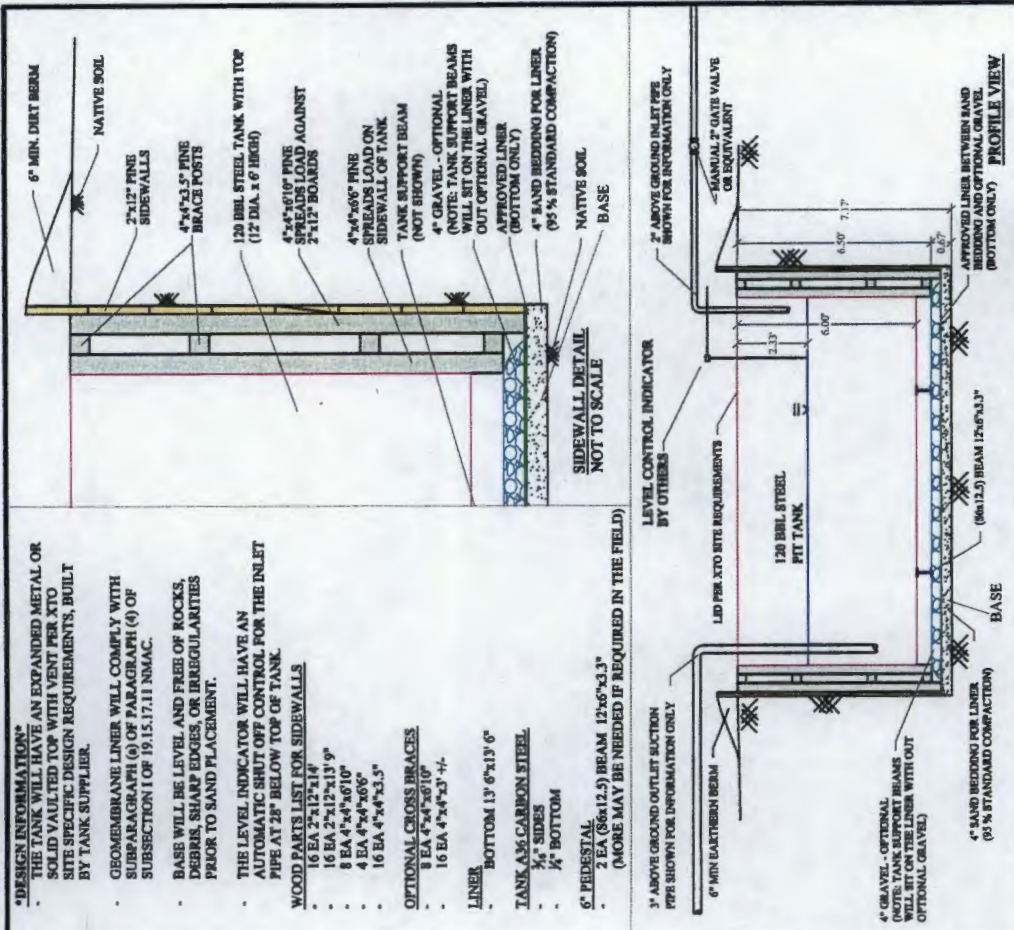 *DESIGN INFORMATION*
- THE TANK WILL HAVE AN EXPANDED METAL OR
SOLID VAULTED TOP WITH VENT PER XTO
SITE SPECIFIC DESIGN REQUIREMENTS, BUILT
BY TANK SUPPLIER.
- GEOMEMBRANE LINER WILL COMPLY WITH
SUBPARAGRAPH (a) OF PARAGRAPH (4) OF
SUBSECTION I OF 19.15.17.11 NMAC.
- BASE WILL BE LEVEL AND FREE OF ROCKS,
DEBRIS, SHARP EDGES, OR IRREGULARITIES
PRIOR TO SAND PLACEMENT.
- THE LEVEL INDICATOR WILL HAVE AN
AUTOMATIC SHUT OFF CONTROL FOR THE INLET
PIPE AT 28" BELOW TOP OF TANK.
WOOD PARTS LIST FOR SIDEWALLS
- 16 EA 2"x12"x14'
- 16 EA 2"x12"x13' 9"
- 8 EA 4"x4"x6'10"
- 4 EA 4"x4"x6'6"
- 16 EA 4"x4"x3.5"
OPTIONAL CROSS BRACES
- 8 EA 4"x4"x6'10"
- 16 EA 4"x4"x3' +/-
LINER
- BOTTOM 13' 6"x13' 6"
TANK A36 CARBON STEEL
- 3/16" SIDES
- 1/4" BOTTOM
6" PEDESTAL
- 2 EA (S6x12.5) BEAM 12'x6"x3.3"
(MORE MAY BE NEEDED IF REQUIRED IN THE FIELD)
6" MIN. DIRT BERM
NATIVE SOIL
2"x12" PINE
SIDEWALLS
4"x4"x3.5" PINE
BRACE POSTS
120 BBL STEEL TANK WITH TOP
(12' DIA. x 6' HIGH)
4"x4"x6'10" PINE
SPREADS LOAD AGAINST
2"x12" BOARDS
4"x4"x6'6" PINE
SPREADS LOAD ON
SIDEWALL OF TANK
TANK SUPPORT BEAM
(NOT SHOWN)
4" GRAVEL - OPTIONAL
(NOTE: TANK SUPPORT BEAMS
WILL SIT ON THE LINER WITH
OUT OPTIONAL GRAVEL)
APPROVED LINER
(BOTTOM ONLY)
4" SAND BEDDING FOR LINER
(95 % STANDARD COMPACTION)
NATIVE SOIL
BASE
SIDEWALL DETAIL
NOT TO SCALE
3" ABOVE GROUND OUTLET SUCTION
PIPE SHOWN FOR INFORMATION ONLY
6" MIN EARTHERN BERM
LEVEL CONTROL INDICATOR
BY OTHERS
LID PER XTO SITE REQUIREMENTS
2" ABOVE GROUND INLET PIPE
SHOWN FOR INFORMATION ONLY
MANUAL 2" GATE VALVE
OR EQUIVALENT
120 BBL STEEL
PIT TANK
2.33'
6.00'
6.50'
7.17'
0.67'
4" GRAVEL - OPTIONAL
(NOTE: TANK SUPPORT BEAMS
WILL SIT ON THE LINER WITH OUT
OPTIONAL GRAVEL)
4" SAND BEDDING FOR LINER
(95 % STANDARD COMPACTION)
BASE
(S6x12.5) BEAM 12'x6"x3.3"
APPROVED LINER BETWEEN SAND
BEDDING AND OPTIONAL GRAVEL
(BOTTOM ONLY)
PROFILE VIEW